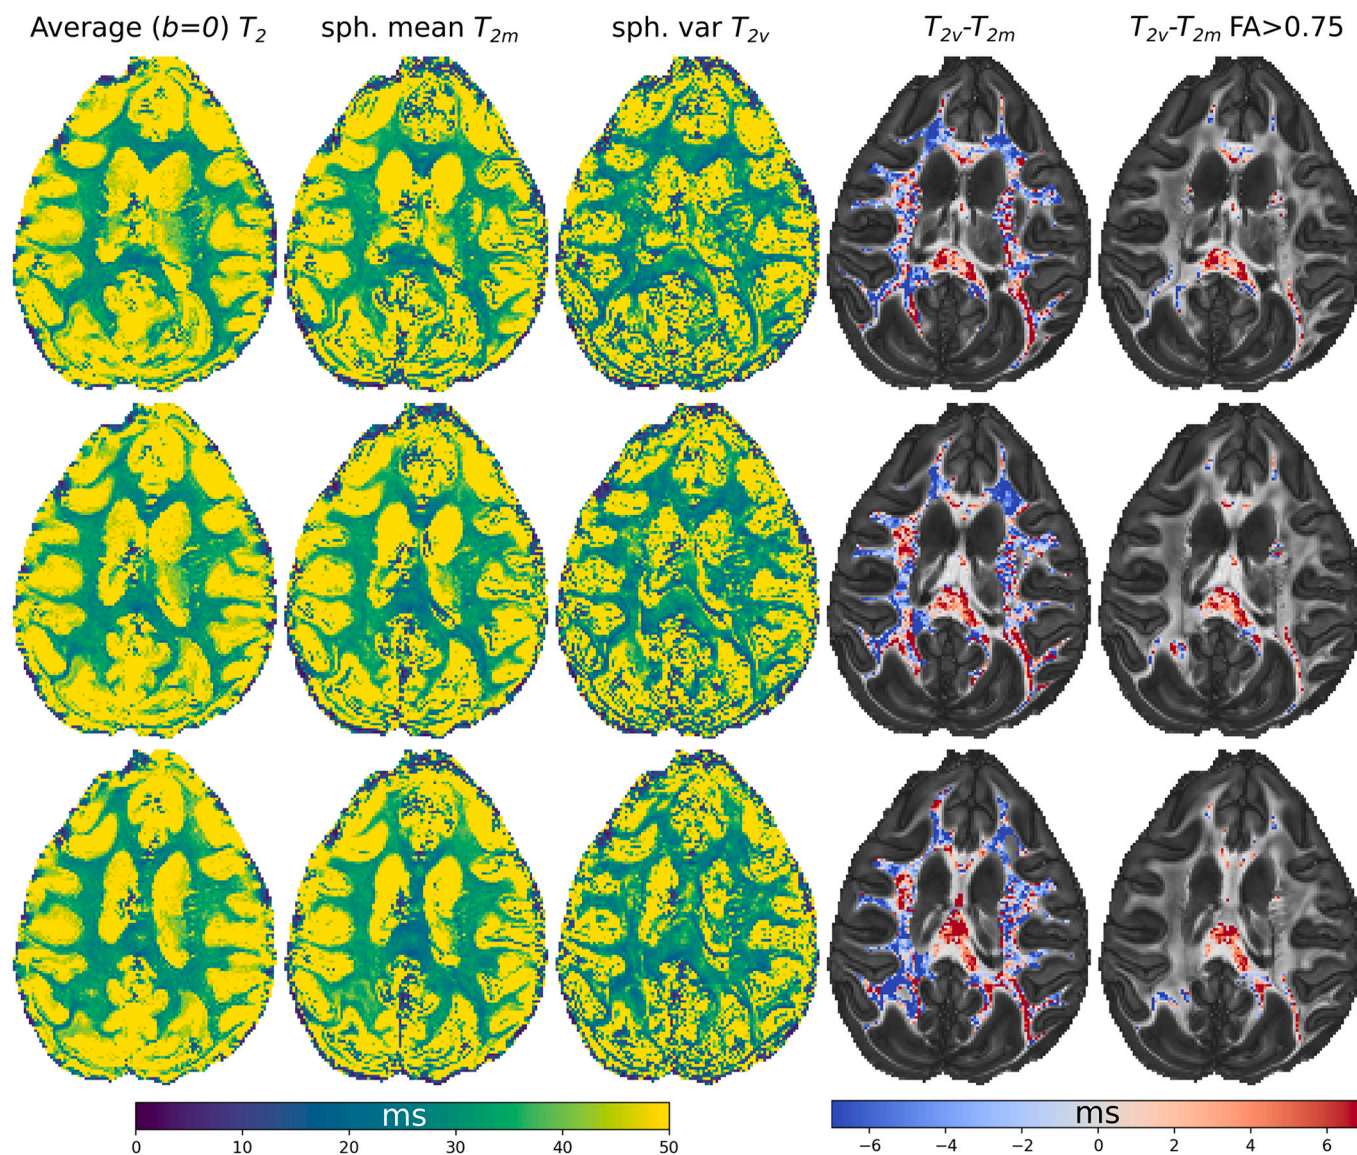 Average (b=0) T2 sph. mean T2m sph. var T2v T2v-T2m T2v-T2m FA>0.75
ms ms
0 10 20 30 40 50 −6 −4 −2 0 2 4 6